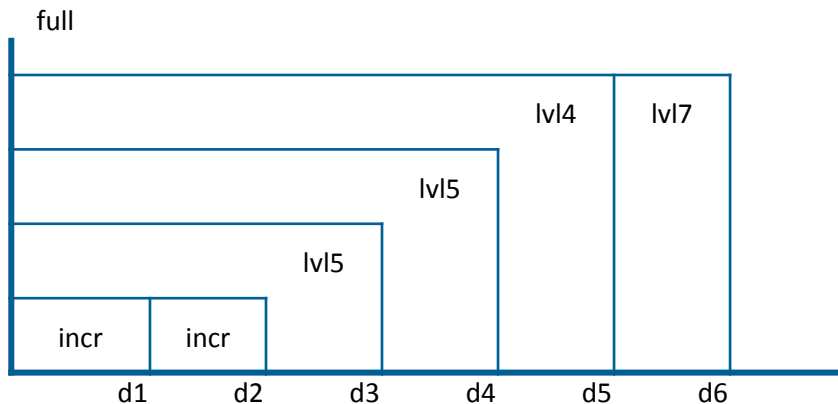 full
lvl4 lvl7
lvl5
lvl5
incr incr
d1 d2 d3 d4 d5 d6